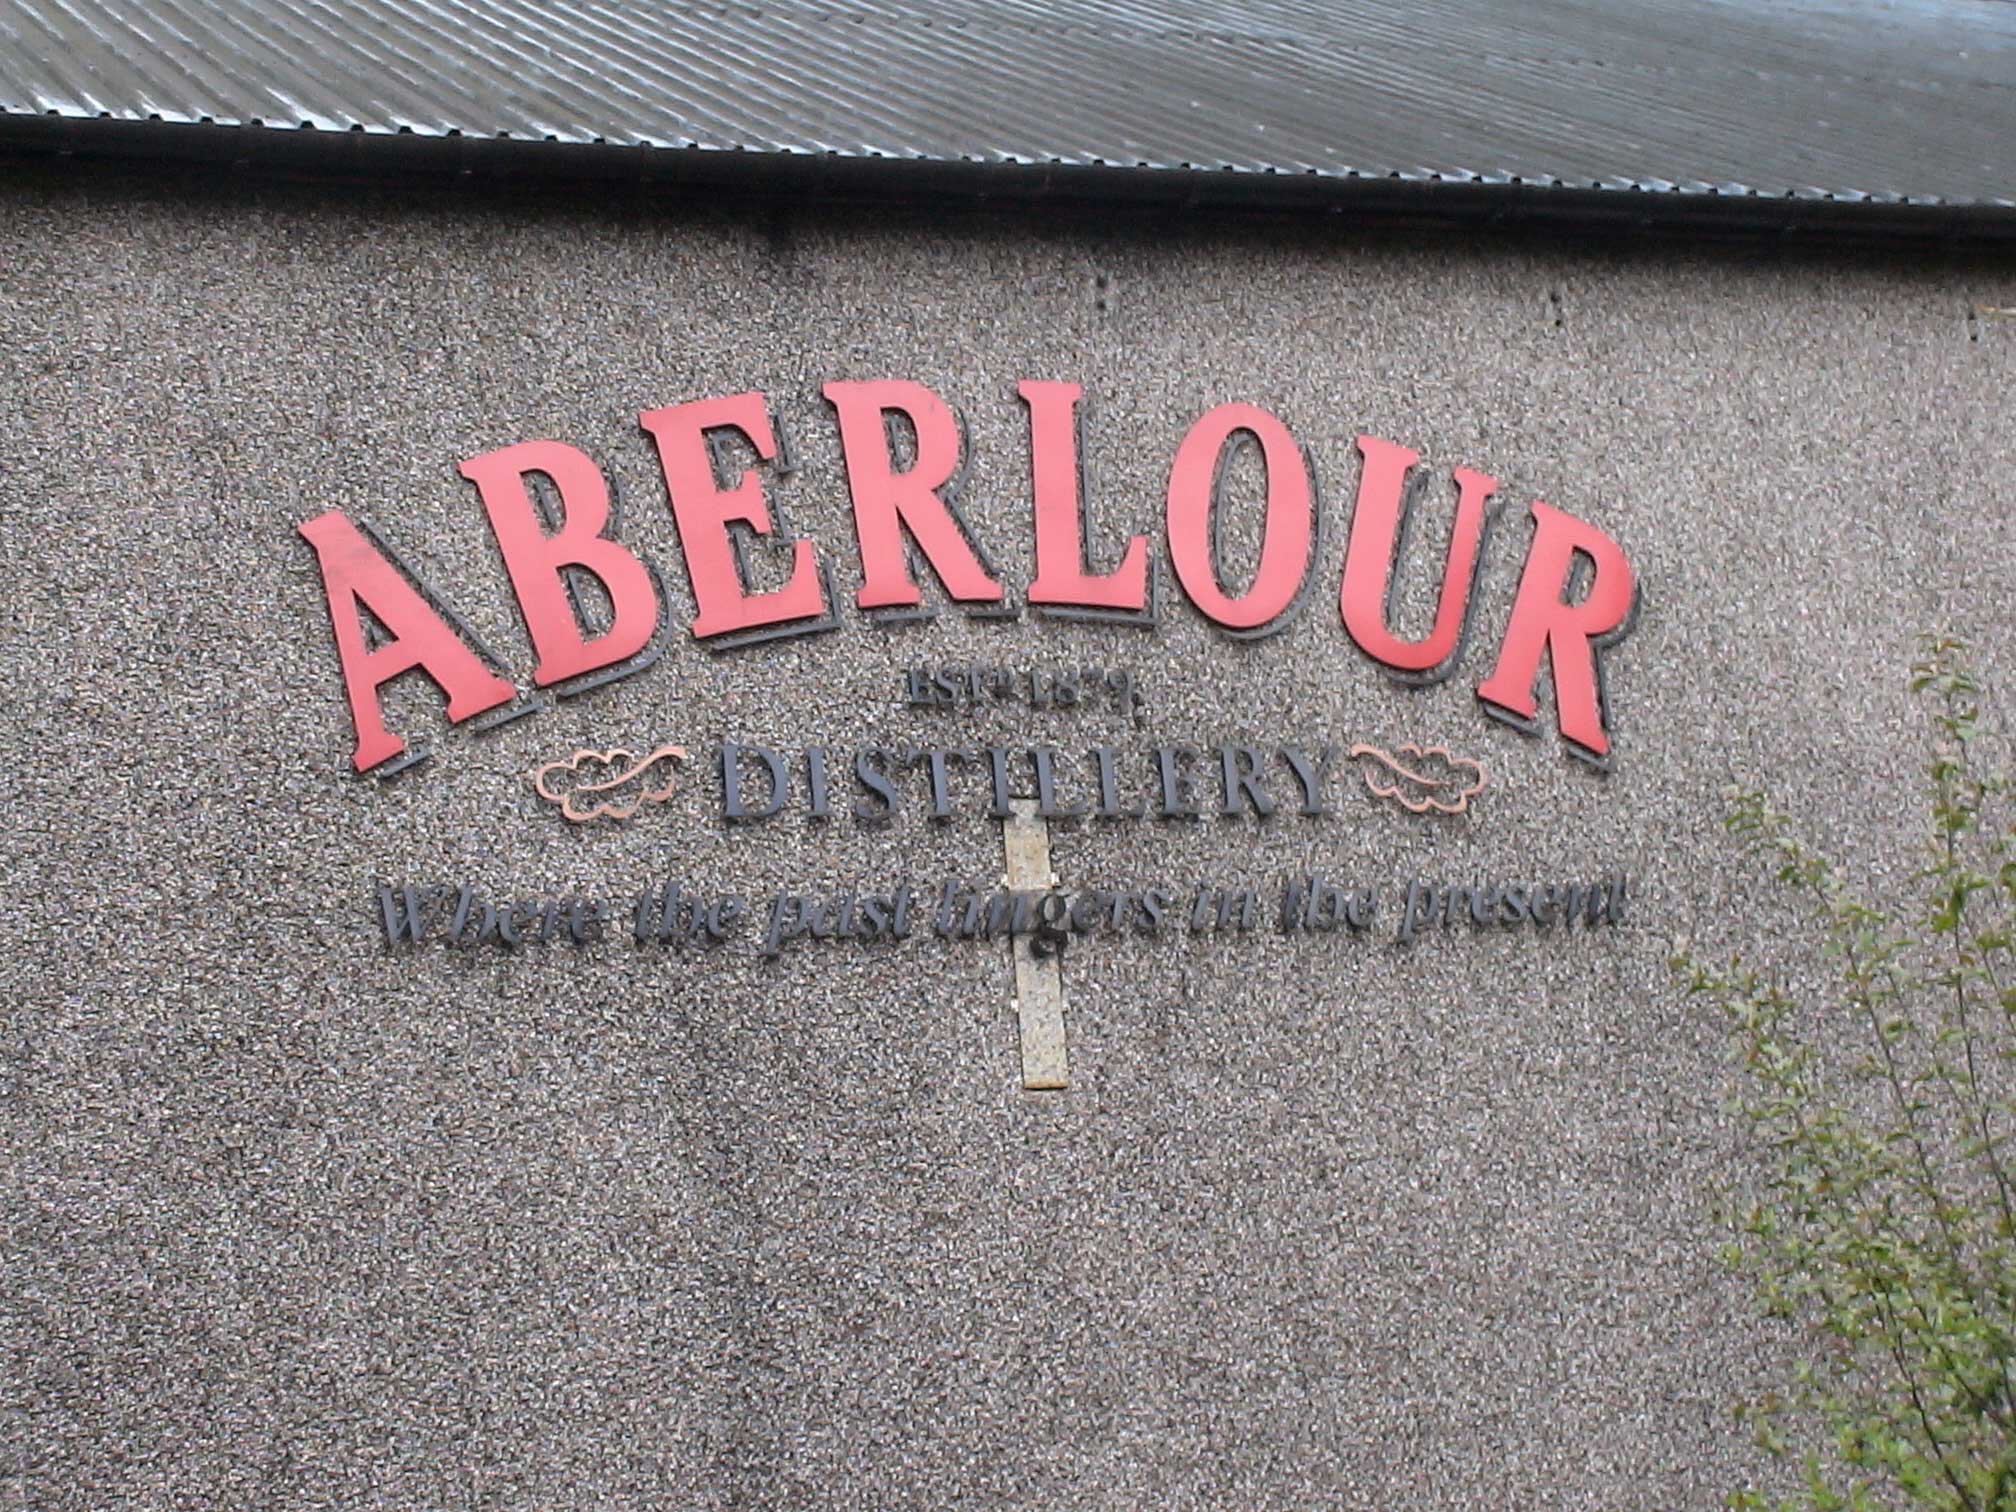 ABERLOUR
ESTD 1879
DISTILLERY
Where the past lingers in the present